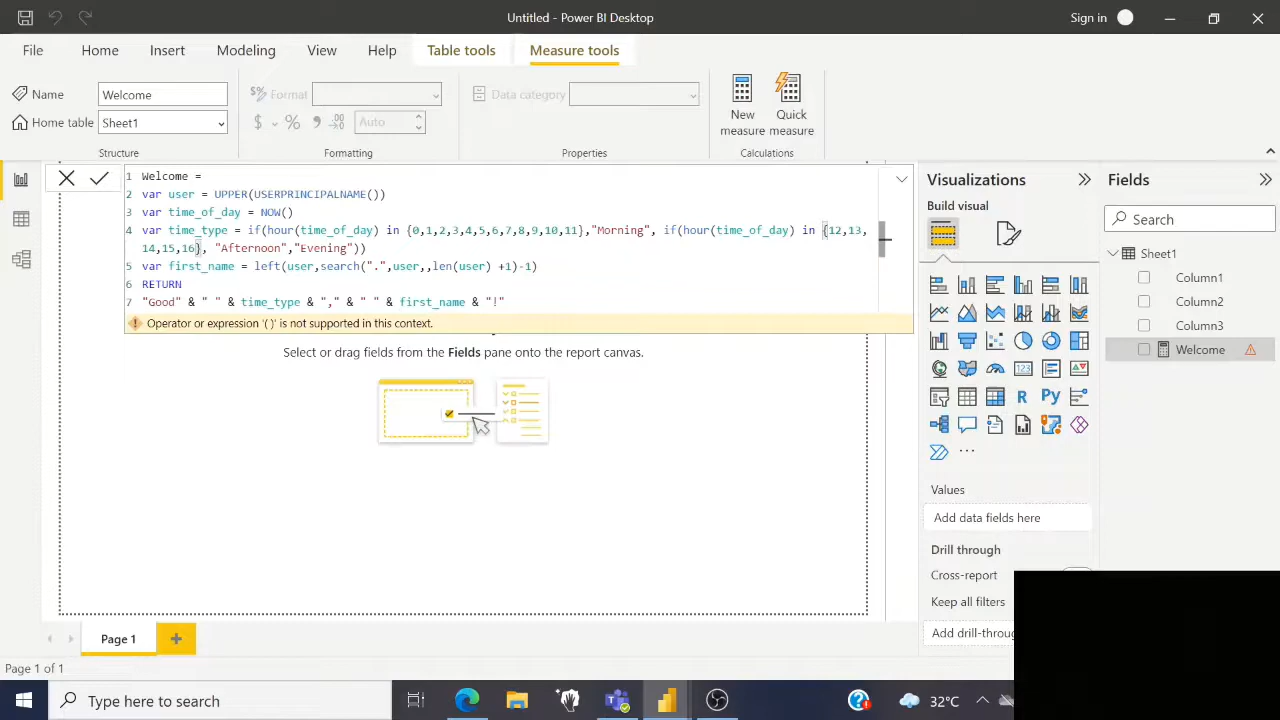 Untitled - Power BI Desktop
Sign in
File
Home
Insert
Modeling
View
Help
Table tools
Measure tools
Name
Welcome
Home table
Sheet1
Structure
Format
Auto
Formatting
Data category
Properties
New measure
Quick measure
Calculations
1 Welcome =
2 var user = UPPER(USERPRINCIPALNAME())
3 var time_of_day = NOW()
4 var time_type = if(hour(time_of_day) in {0,1,2,3,4,5,6,7,8,9,10,11},"Morning", if(hour(time_of_day) in {12,13,
14,15,16}, "Afternoon","Evening"))
5 var first_name = left(user,search(".",user,,len(user) +1)-1)
6 RETURN
7 "Good" & " " & time_type & "," & " " & first_name & "!"
Operator or expression '( )' is not supported in this context.
Select or drag fields from the Fields pane onto the report canvas.
Visualizations
Build visual
Values
Add data fields here
Drill through
Cross-report
Keep all filters
Add drill-throu
Fields
Search
Sheet1
Column1
Column2
Column3
Welcome
Page 1
Page 1 of 1
Type here to search
32°C